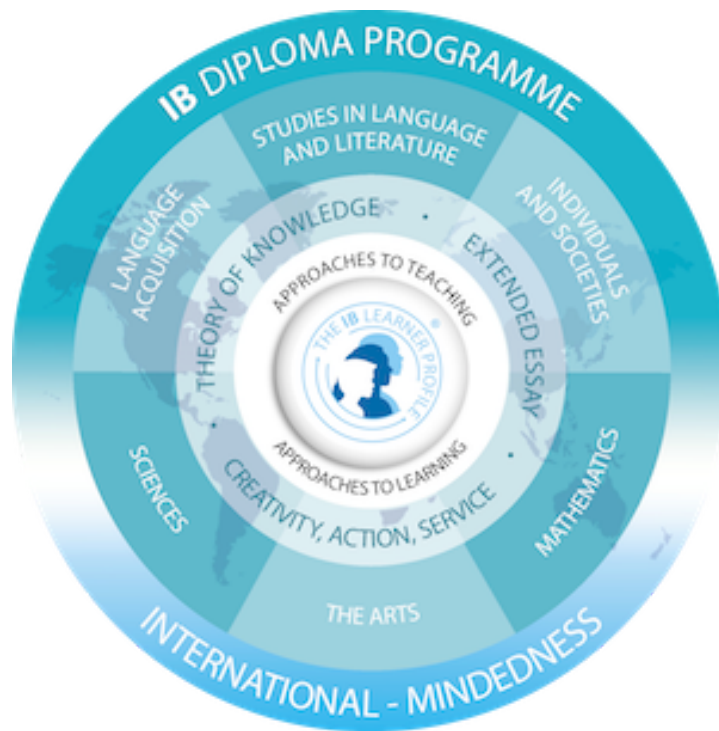 IB DIPLOMA PROGRAMME
STUDIES IN LANGUAGE
AND LITERATURE
LANGUAGE
ACQUISITION
INDIVIDUALS
AND SOCIETIES
THEORY OF KNOWLEDGE
EXTENDED ESSAY
APPROACHES TO TEACHING
THE IB LEARNER PROFILE
®
APPROACHES TO LEARNING
CREATIVITY, ACTION, SERVICE
SCIENCES
MATHEMATICS
THE ARTS
INTERNATIONAL - MINDEDNESS